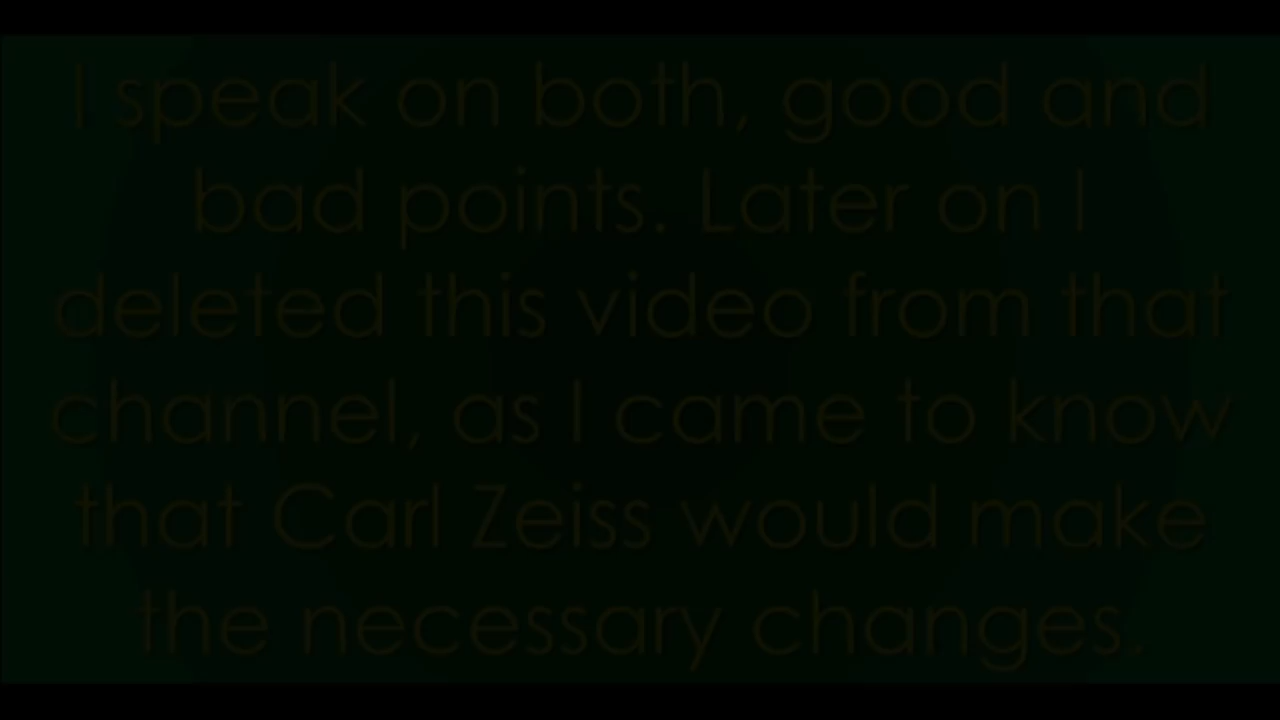 I speak on both, good and
bad points. Later on I
deleted this video from that
channel, as I came to know
that Carl Zeiss would make
the necessary changes.